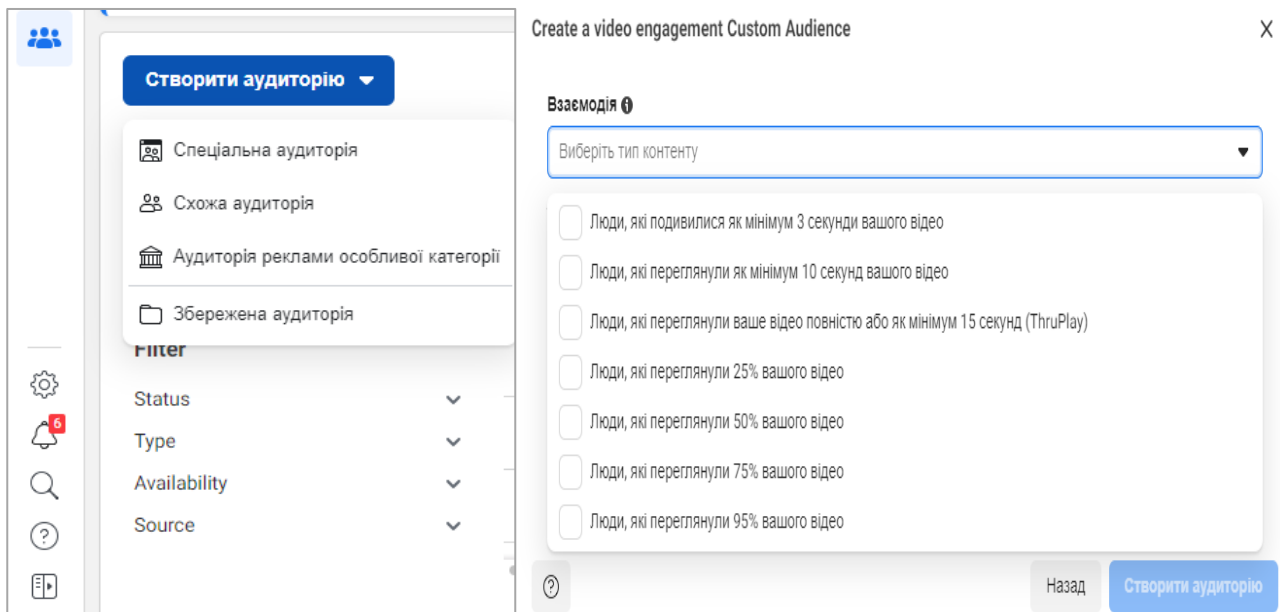 Створити аудиторію
Спеціальна аудиторія
Схожа аудиторія
Аудиторія реклами особливої категорії
Збережена аудиторія
Filter
Status
Type
Availability
Source
6
Create a video engagement Custom Audience
X
Взаємодія
Виберіть тип контенту
Люди, які подивилися як мінімум 3 секунди вашого відео
Люди, які переглянули як мінімум 10 секунд вашого відео
Люди, які переглянули ваше відео повністю або як мінімум 15 секунд (ThruPlay)
Люди, які переглянули 25% вашого відео
Люди, які переглянули 50% вашого відео
Люди, які переглянули 75% вашого відео
Люди, які переглянули 95% вашого відео
Назад
Створити аудиторію